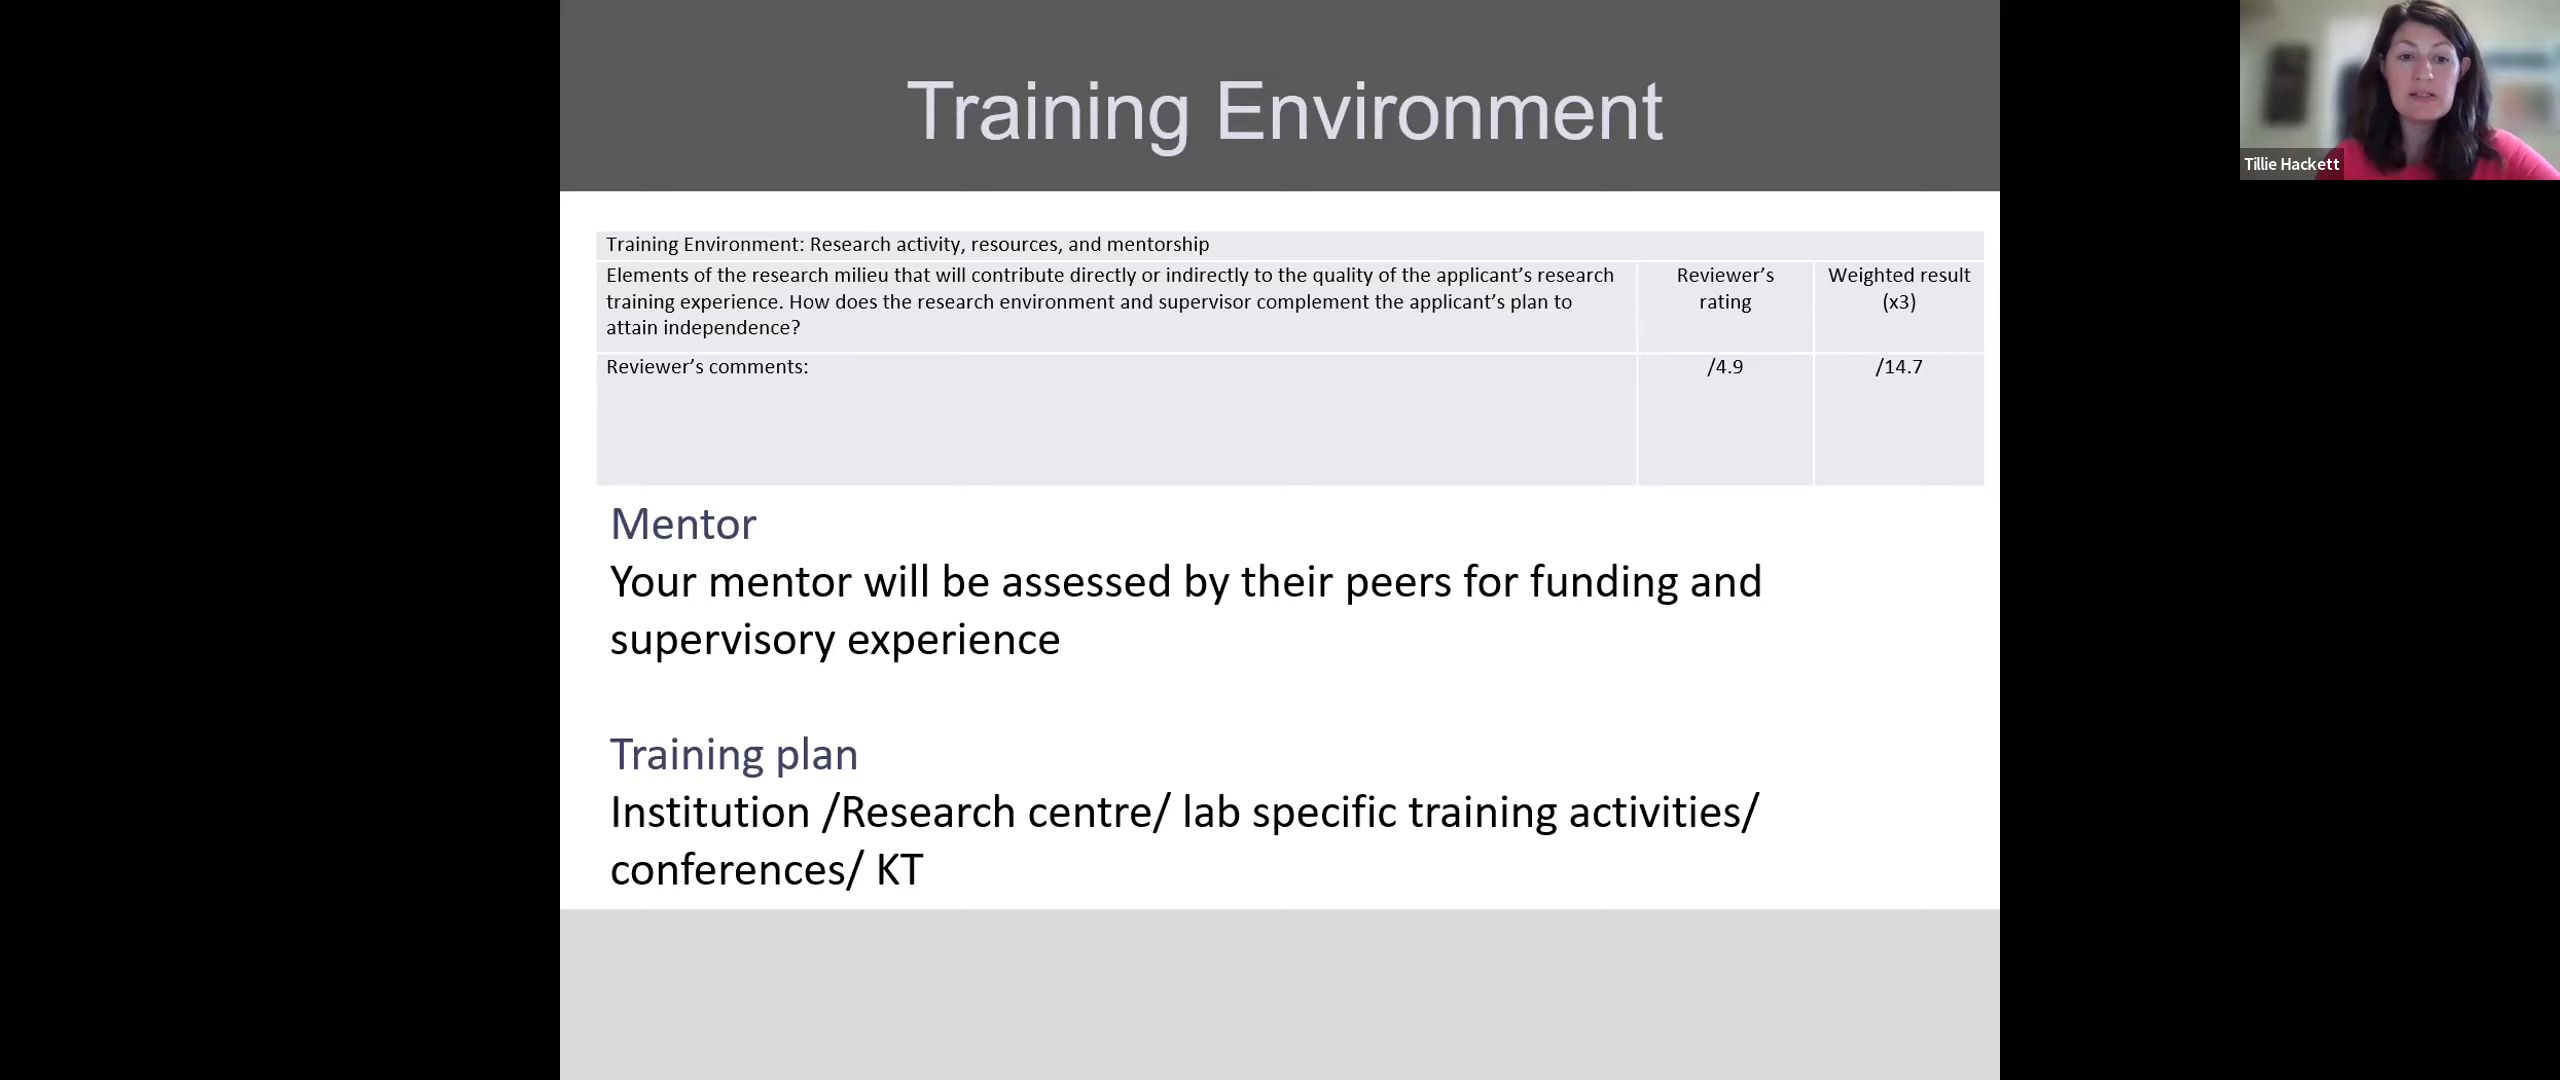 Training Environment
Tillie Hackett
Training Environment: Research activity, resources, and mentorship
Elements of the research milieu that will contribute directly or indirectly to the quality of the applicant’s research
training experience. How does the research environment and supervisor complement the applicant’s plan to
attain independence?
Reviewer’s
rating
Weighted result
(x3)
Reviewer’s comments:
/4.9
/14.7
Mentor
Your mentor will be assessed by their peers for funding and
supervisory experience
Training plan
Institution /Research centre/ lab specific training activities/
conferences/ KT